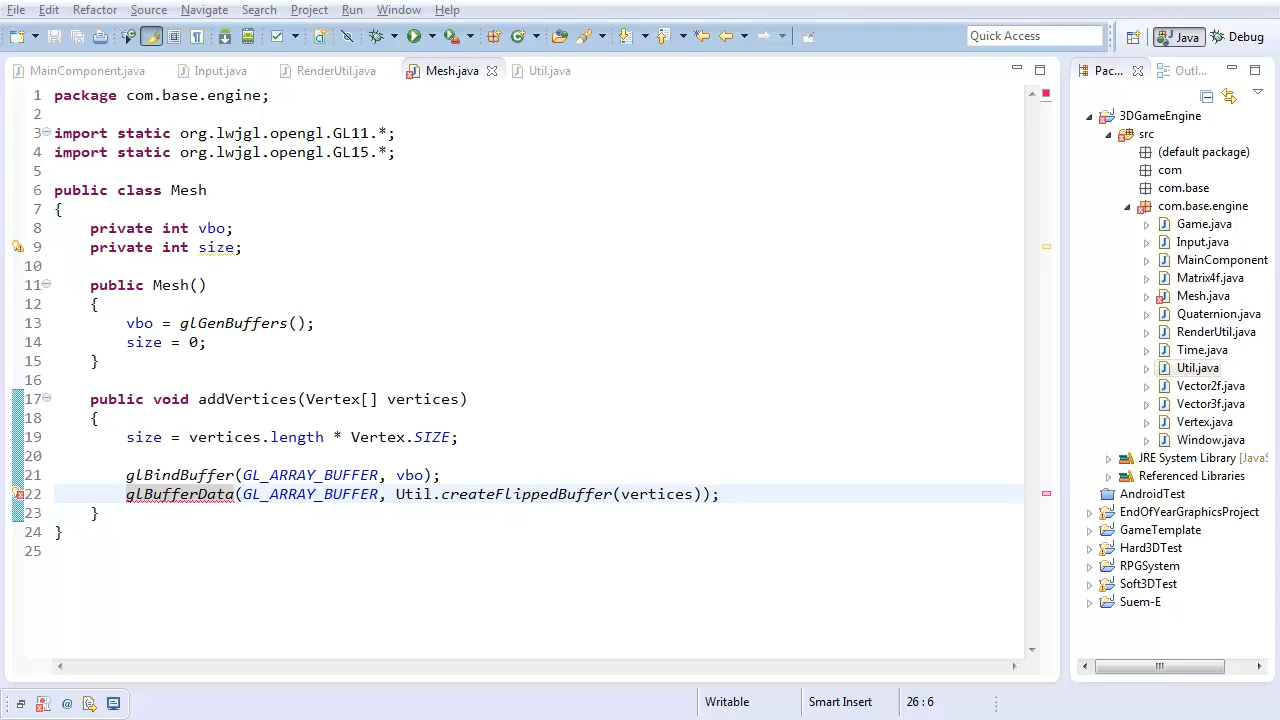 File Edit Refactor Source Navigate Search Project Run Window Help
Quick Access
Java
Debug
MainComponent.java
Input.java
RenderUtil.java
Mesh.java
Util.java
Pac...
Outl...
1 package com.base.engine;
2
3 import static org.lwjgl.opengl.GL11.*;
4 import static org.lwjgl.opengl.GL15.*;
5
6 public class Mesh
7 {
8 private int vbo;
9 private int size;
10
11 public Mesh()
12 {
13 vbo = glGenBuffers();
14 size = 0;
15 }
16
17 public void addVertices(Vertex[] vertices)
18 {
19 size = vertices.length * Vertex.SIZE;
20
21 glBindBuffer(GL_ARRAY_BUFFER, vbo);
22 glBufferData(GL_ARRAY_BUFFER, Util.createFlippedBuffer(vertices));
23 }
24 }
25
3DGameEngine
src
(default package)
com
com.base
com.base.engine
Game.java
Input.java
MainComponent
Matrix4f.java
Mesh.java
Quaternion.java
RenderUtil.java
Time.java
Util.java
Vector2f.java
Vector3f.java
Vertex.java
Window.java
JRE System Library [JavaS
Referenced Libraries
AndroidTest
EndOfYearGraphicsProject
GameTemplate
Hard3DTest
RPGSystem
Soft3DTest
Suem-E
Writable
Smart Insert
26 : 6